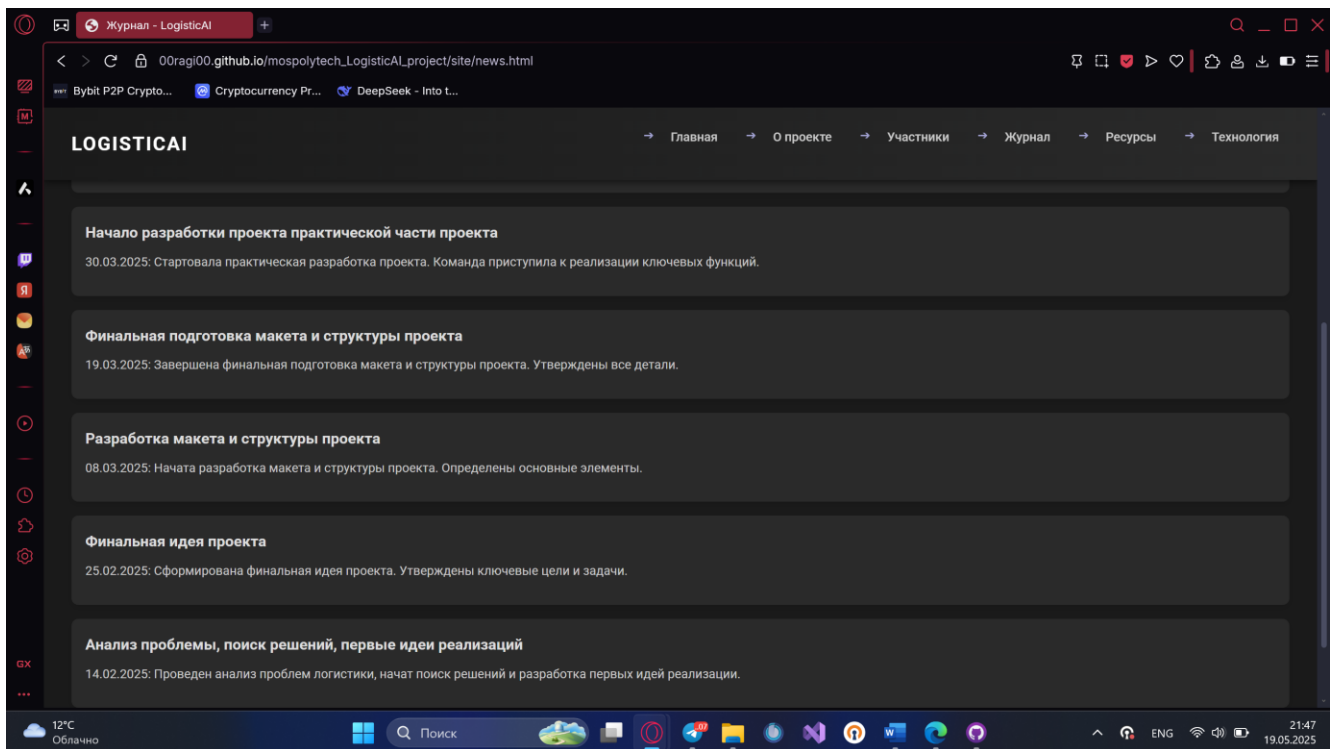 Журнал - LogisticAI
00ragi00.github.io/mospolytech_LogisticAI_project/site/news.html
Bybit P2P Crypto... Cryptocurrency Pr... DeepSeek - Into t...
LOGISTICAI → Главная → О проекте → Участники → Журнал → Ресурсы → Технология
Начало разработки проекта практической части проекта
30.03.2025: Стартовала практическая разработка проекта. Команда приступила к реализации ключевых функций.
Финальная подготовка макета и структуры проекта
19.03.2025: Завершена финальная подготовка макета и структуры проекта. Утверждены все детали.
Разработка макета и структуры проекта
08.03.2025: Начата разработка макета и структуры проекта. Определены основные элементы.
Финальная идея проекта
25.02.2025: Сформирована финальная идея проекта. Утверждены ключевые цели и задачи.
Анализ проблемы, поиск решений, первые идеи реализаций
14.02.2025: Проведен анализ проблем логистики, начат поиск решений и разработка первых идей реализации.
GX
12°C
Облачно
Поиск
ENG
21:47
19.05.2025